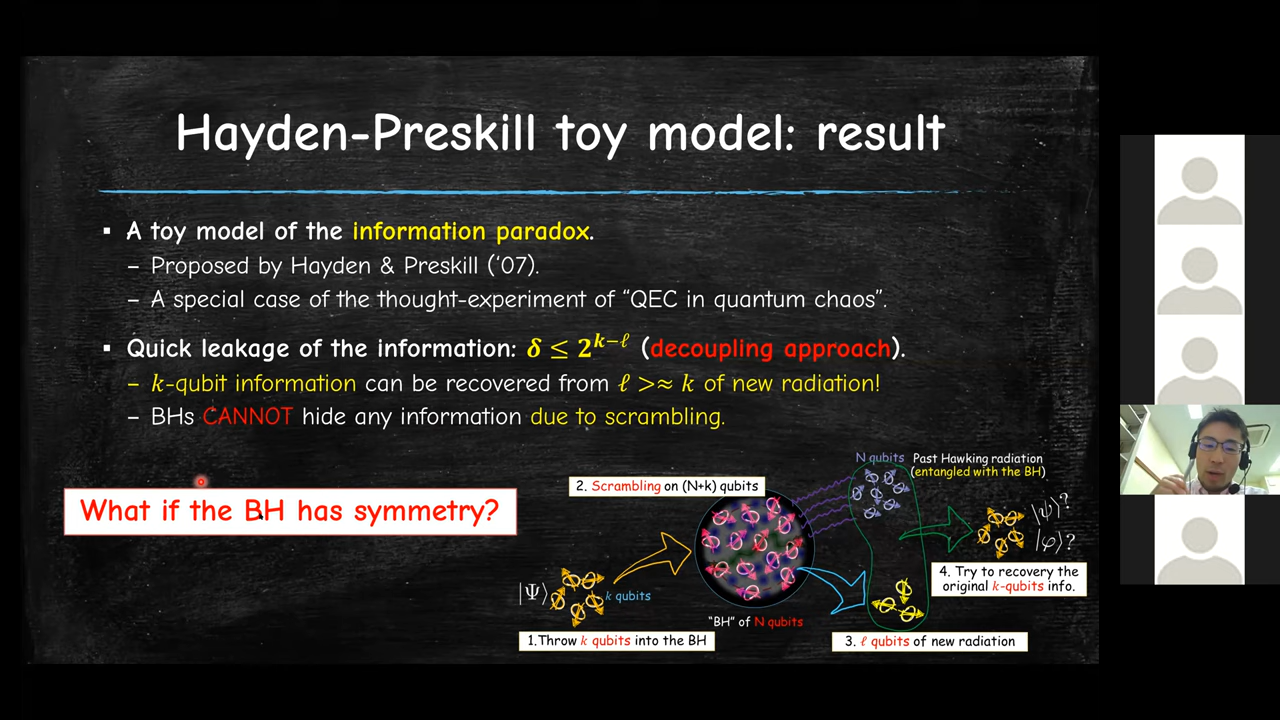 Hayden-Preskill toy model: result
▪ A toy model of the information paradox.
– Proposed by Hayden & Preskill ('07).
– A special case of the thought-experiment of “QEC in quantum chaos”.
▪ Quick leakage of the information: δ ≤ 2^{k−ℓ} (decoupling approach).
– k-qubit information can be recovered from ℓ >≈ k of new radiation!
– BHs CANNOT hide any information due to scrambling.
What if the BH has symmetry?
N qubits
Past Hawking radiation
(entangled with the BH)
2. Scrambling on (N+k) qubits
|ψ⟩?
|φ⟩?
4. Try to recovery the
original k-qubits info.
|Ψ⟩
k qubits
"BH" of N qubits
1.Throw k qubits into the BH
3. ℓ qubits of new radiation